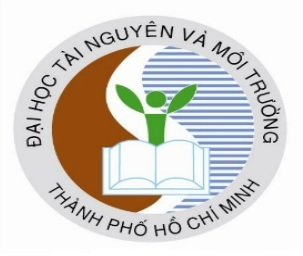 ĐẠI HỌC TÀI NGUYÊN VÀ MÔI TRƯỜNG
THÀNH PHỐ HỒ CHÍ MINH